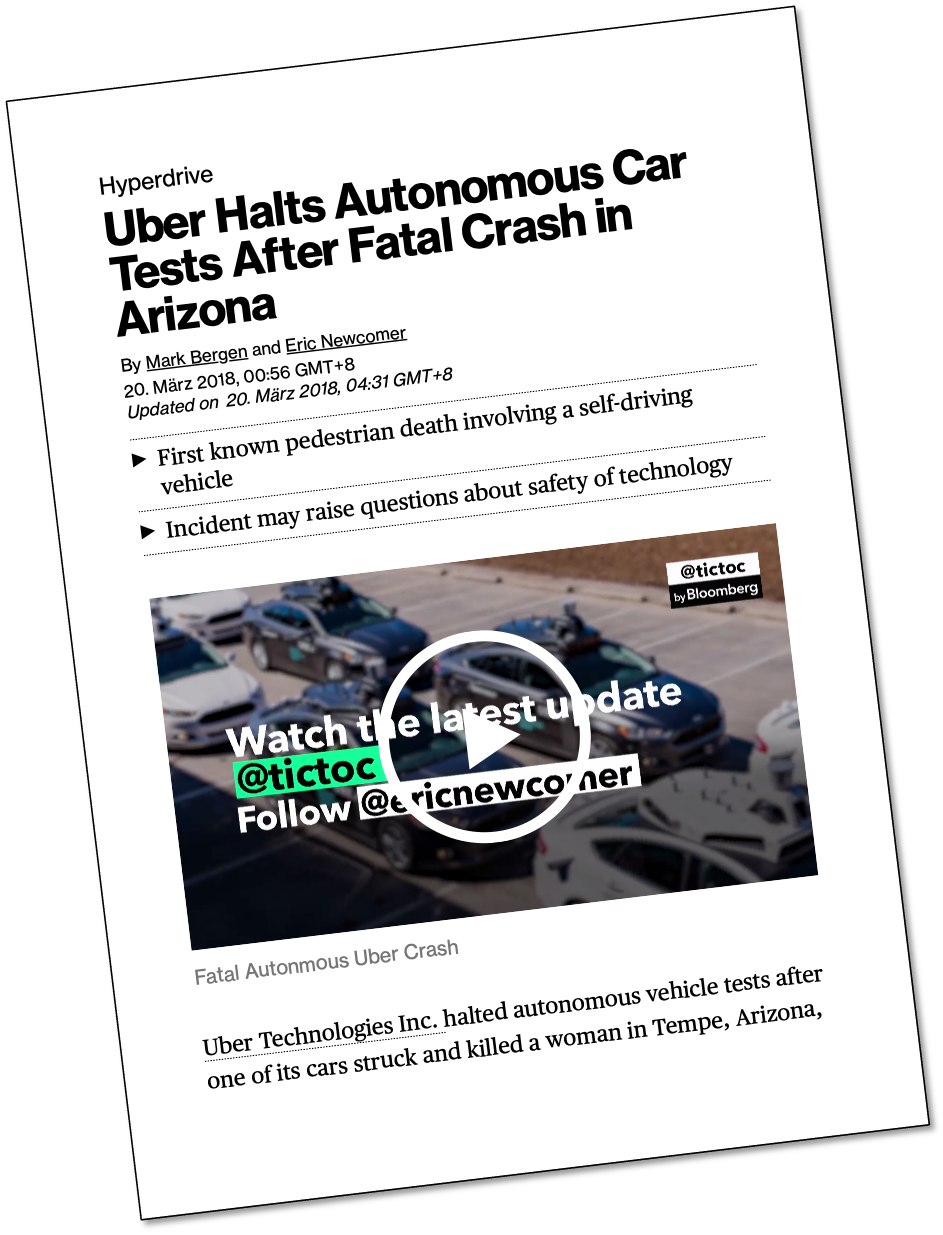 Hyperdrive
Uber Halts Autonomous Car
Tests After Fatal Crash in
Arizona
By Mark Bergen and Eric Newcomer
20. März 2018, 00:56 GMT+8
Updated on 20. März 2018, 04:31 GMT+8
► First known pedestrian death involving a self-driving
vehicle
► Incident may raise questions about safety of technology
@tictoc
by Bloomberg
Watch the latest update
@tictoc
Follow @ericnewcomer
Fatal Autonmous Uber Crash
Uber Technologies Inc. halted autonomous vehicle tests after
one of its cars struck and killed a woman in Tempe, Arizona,